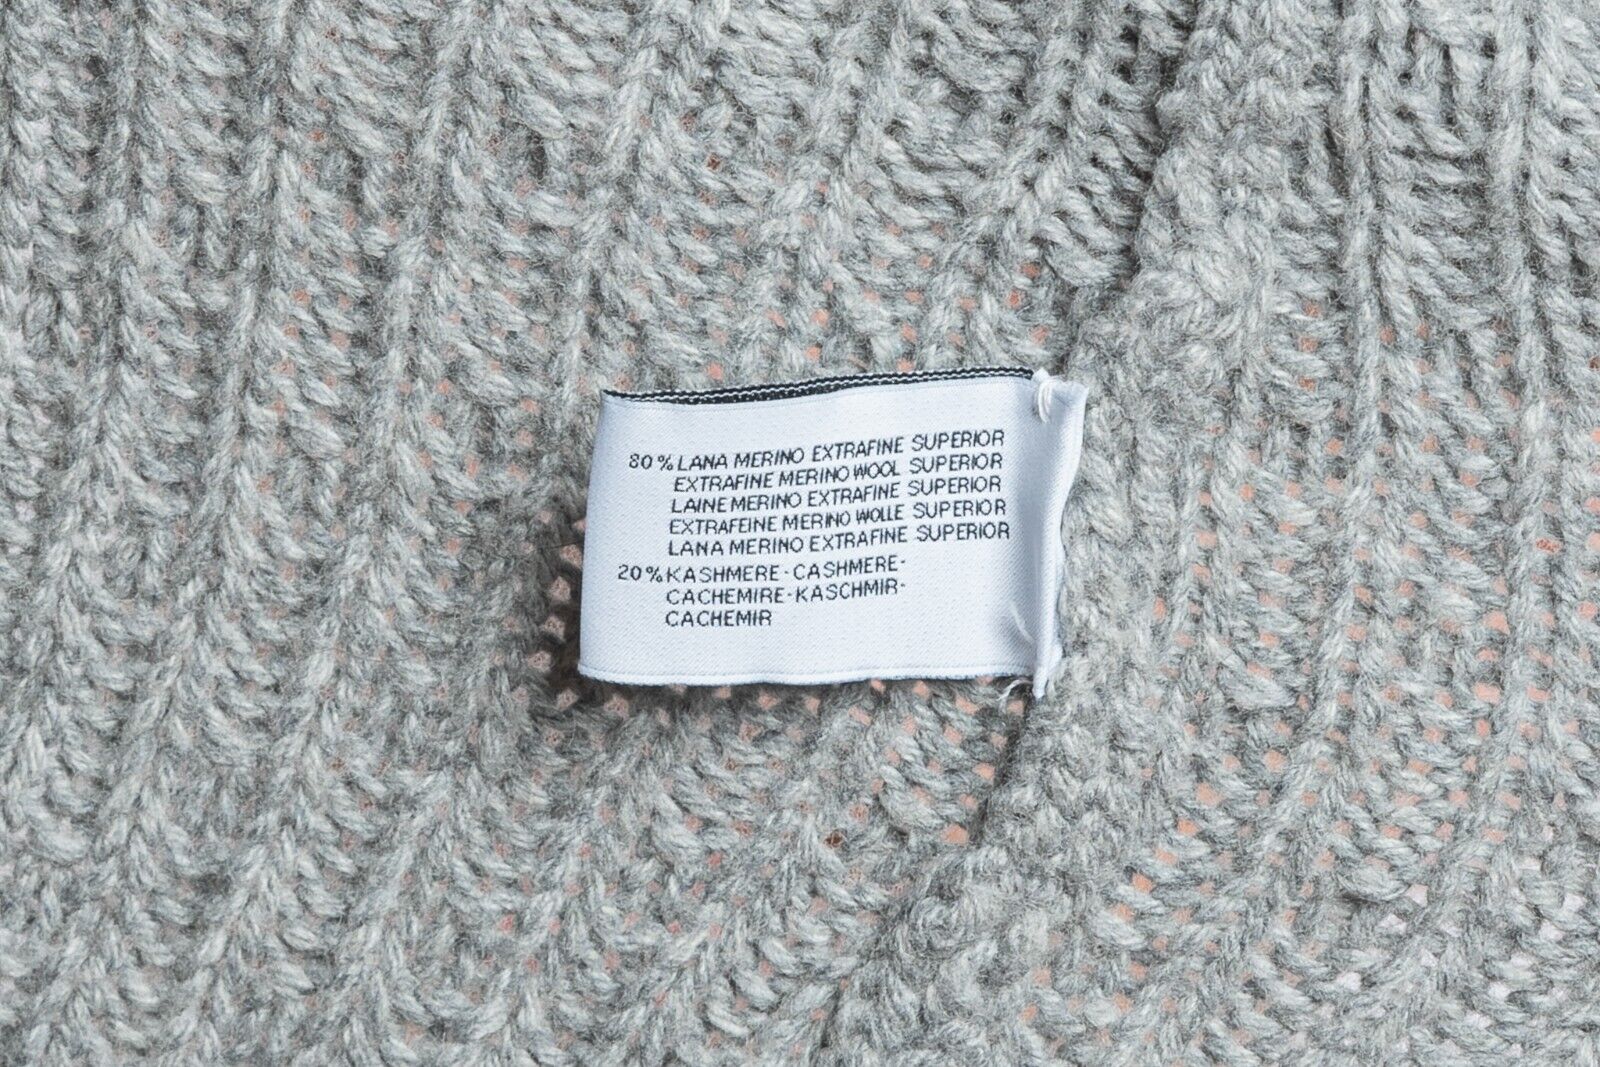 80% LANA MERINO EXTRAFINE SUPERIOR
EXTRAFINE MERINO WOOL SUPERIOR
LAINE MERINO EXTRAFINE SUPERIOR
EXTRAFEINE MERINO WOLLE SUPERIOR
LANA MERINO EXTRAFINE SUPERIOR
20% KASHMERE-CASHMERE-
CACHEMIRE-KASCHMIR-
CACHEMIR